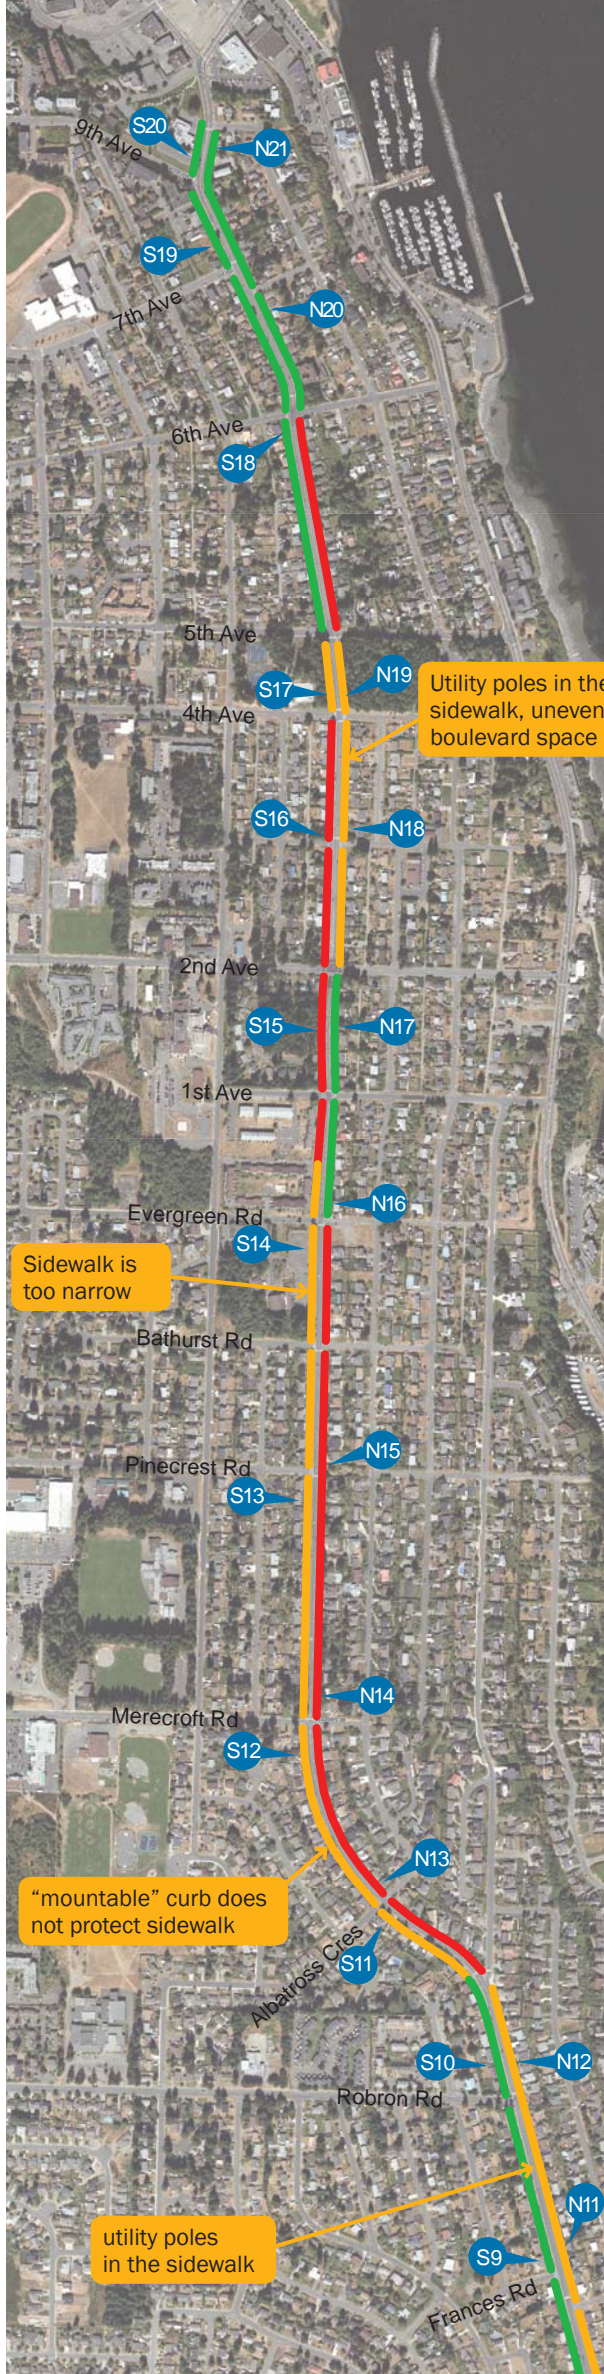 S20
9th Ave
N21
S19
7th Ave
N20
6th Ave
S18
5th Ave
N19
S17
Utility poles in the
sidewalk, uneven
boulevard space
4th Ave
S16
N18
2nd Ave
S15
N17
1st Ave
N16
Evergreen Rd
S14
Sidewalk is
too narrow
Bathurst Rd
N15
Pinecrest Rd
S13
N14
Merecroft Rd
S12
N13
“mountable” curb does
not protect sidewalk
Albatross Cres
S11
S10
N12
Robron Rd
N11
utility poles
in the sidewalk
S9
Frances Rd